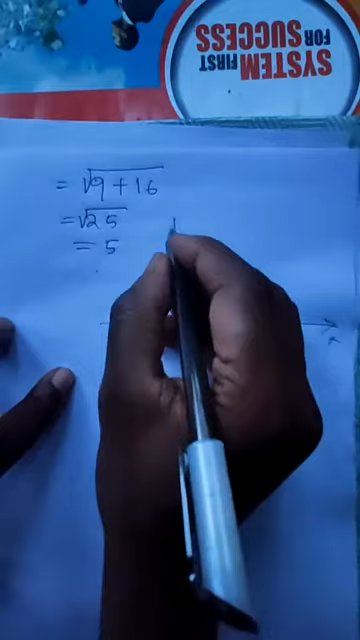 SYSTEM FIRST
FOR SUCCESS
= √9 + 16
= √25
= 5
x